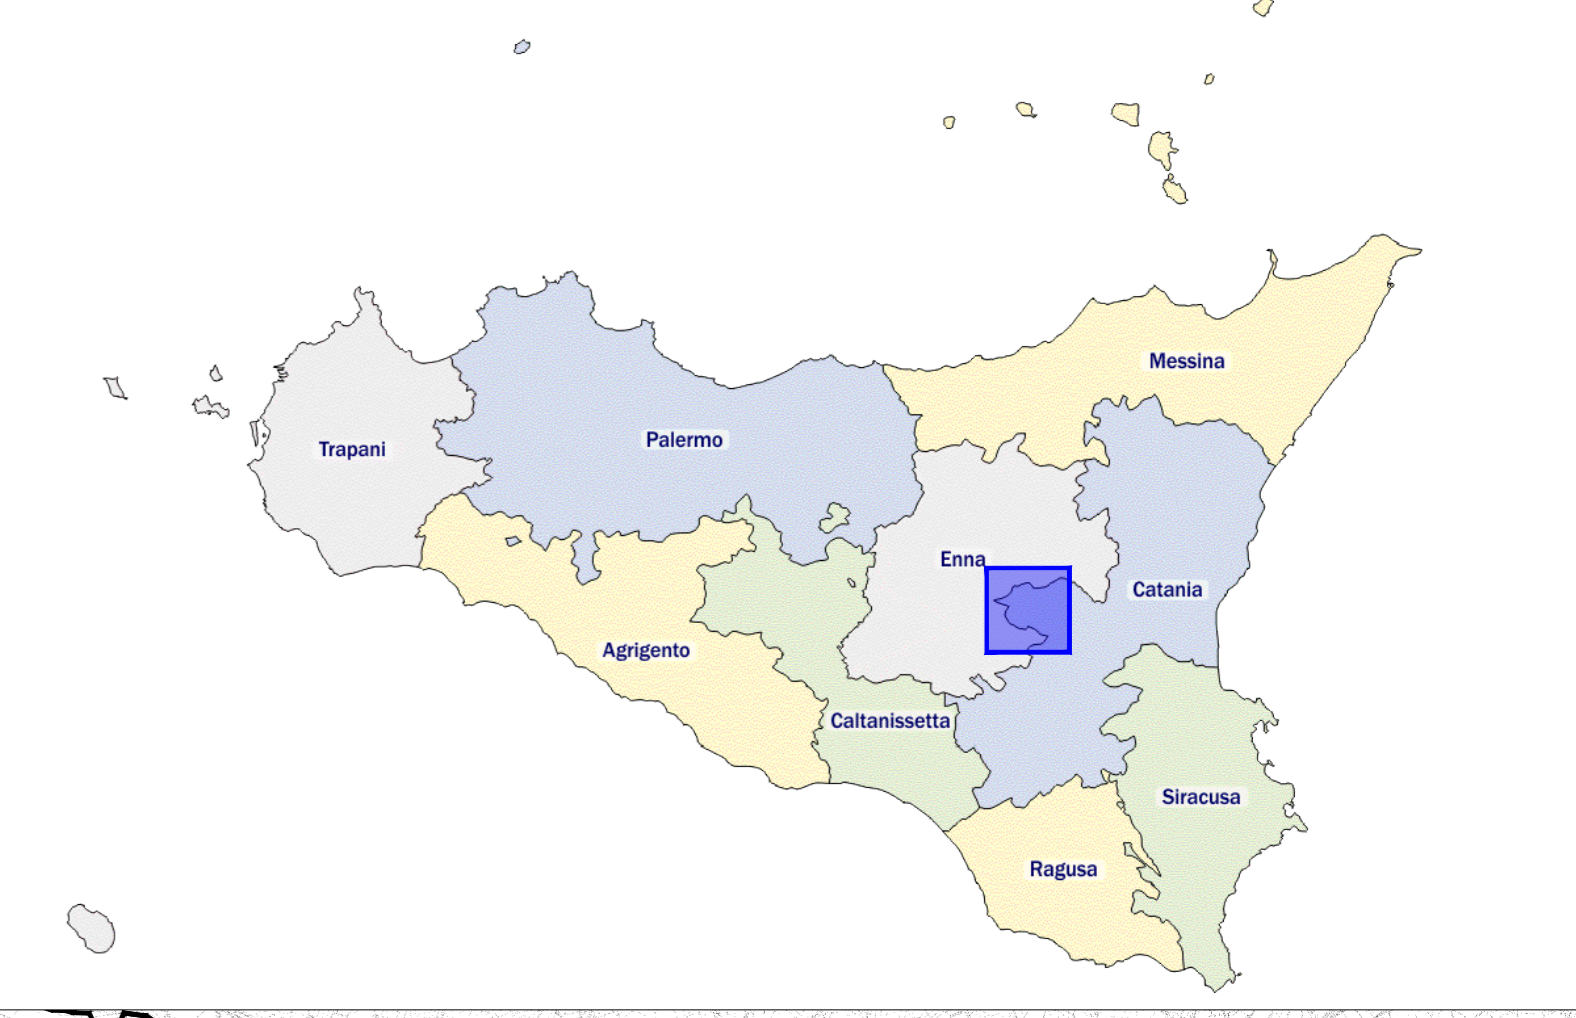 Messina
Palermo
Trapani
Enna
Catania
Agrigento
Caltanissetta
Siracusa
Ragusa